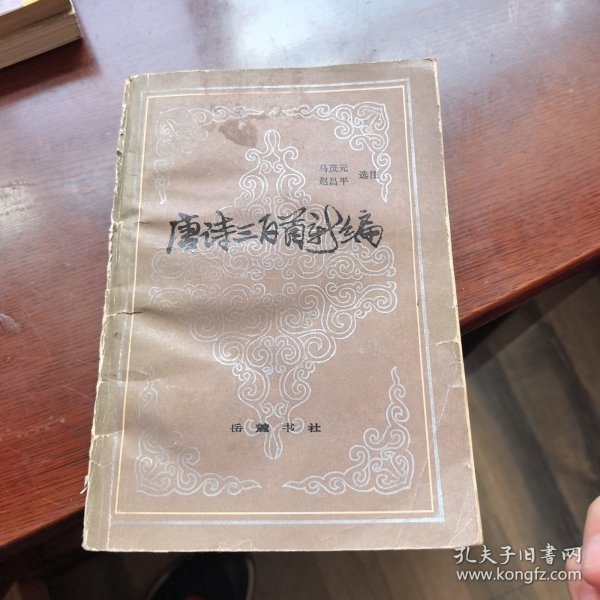 马茂元
赵昌平 选注
唐诗三百首新编
岳麓书社
孔夫子旧书网
www.kongfz.com